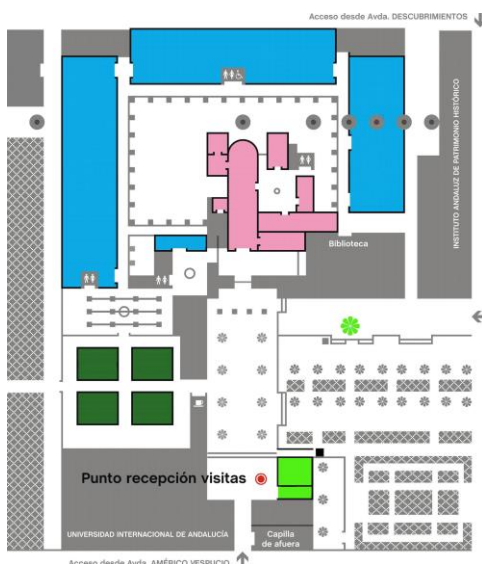 Acceso desde Avda. DESCUBRIMIENTOS
INSTITUTO ANDALUZ DE PATRIMONIO HISTÓRICO
Biblioteca
Punto recepción visitas
UNIVERSIDAD INTERNACIONAL DE ANDALUCÍA
Capilla
de afuera
Acceso desde Avda. AMÉRICO VESPUCIO